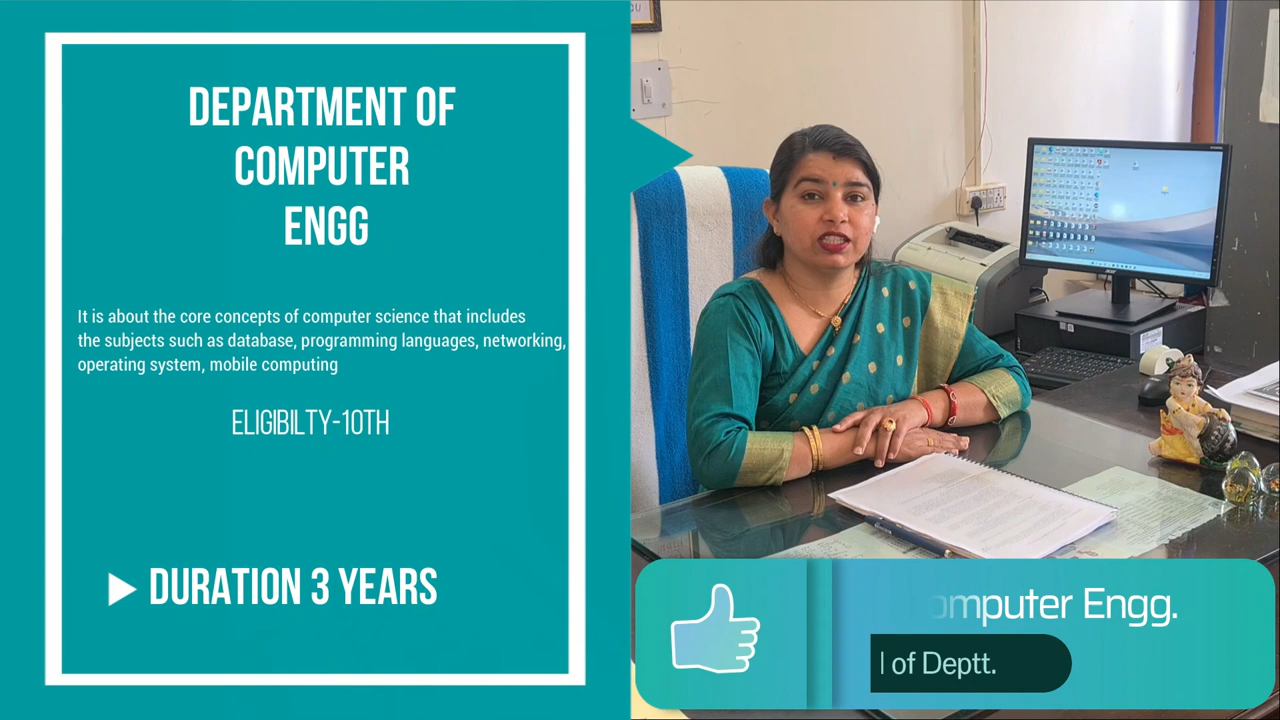 DEPARTMENT OF
COMPUTER
ENGG
It is about the core concepts of computer science that includes
the subjects such as database, programming languages, networking,
operating system, mobile computing
ELIGIBILTY-10TH
DURATION 3 YEARS
omputer Engg.
of Deptt.
acer